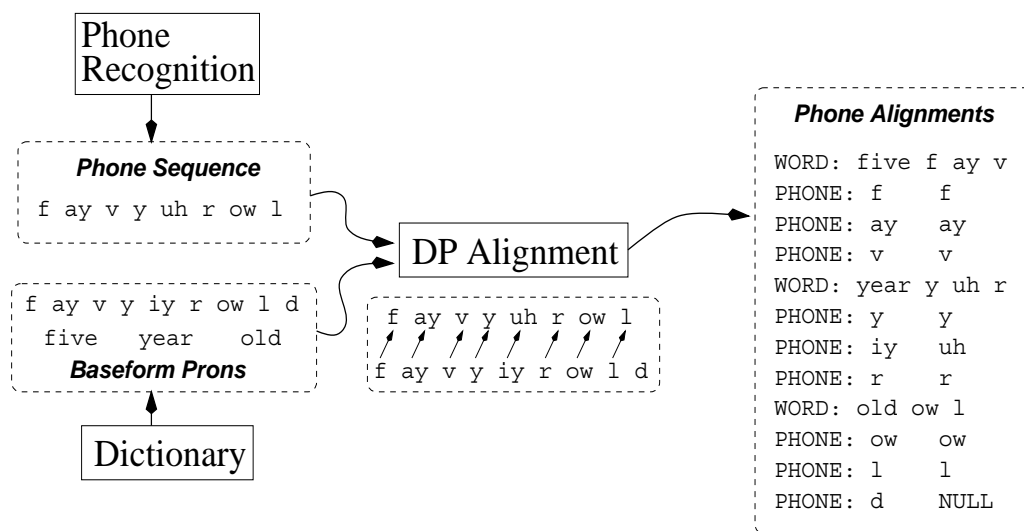 Phone
Recognition
Phone Sequence
f ay v y uh r ow l
f ay v y iy r ow l d
five year old
Baseform Prons
Dictionary
DP Alignment
f ay v y uh r ow l
f ay v y iy r ow l d
Phone Alignments
WORD: five f ay v
PHONE: f f
PHONE: ay ay
PHONE: v v
WORD: year y uh r
PHONE: y y
PHONE: iy uh
PHONE: r r
WORD: old ow l
PHONE: ow ow
PHONE: l l
PHONE: d NULL